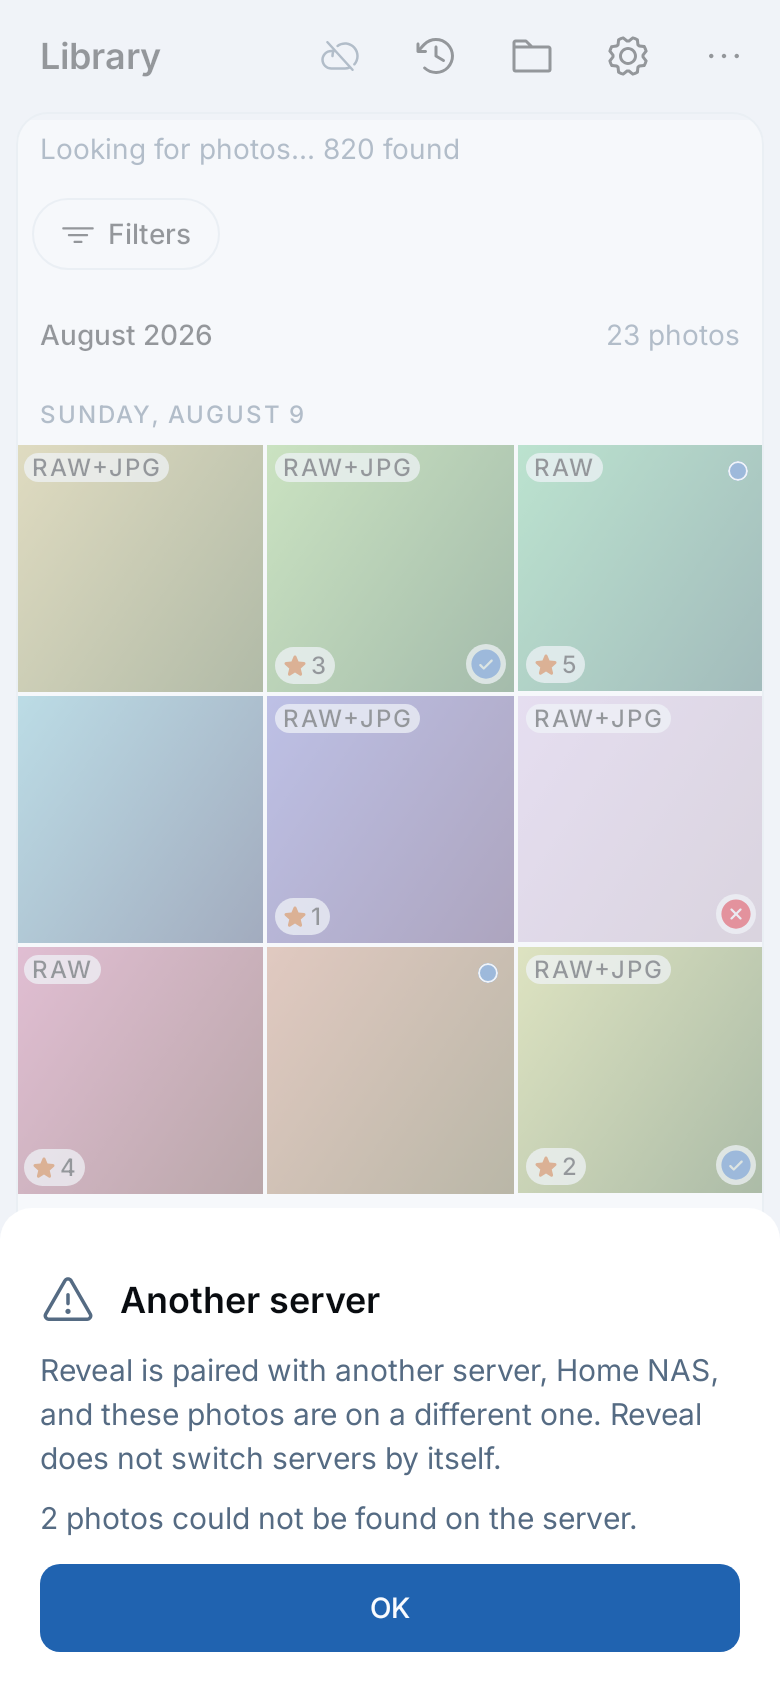 Library
Looking for photos... 820 found
Filters
August 2026
23 photos
SUNDAY, AUGUST 9
RAW+JPG
RAW+JPG
RAW
3
5
RAW+JPG
RAW+JPG
1
RAW
RAW+JPG
4
2
Another server
Reveal is paired with another server, Home NAS,
and these photos are on a different one. Reveal
does not switch servers by itself.
2 photos could not be found on the server.
OK